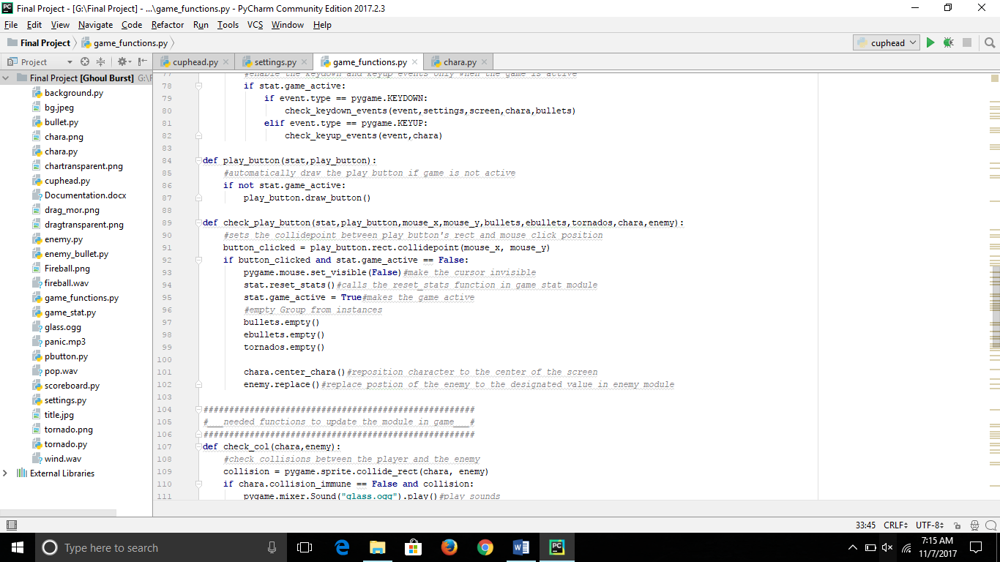 Final Project - [G:\Final Project] - ...\game_functions.py - PyCharm Community Edition 2017.2.3
File Edit View Navigate Code Refactor Run Tools VCS Window Help
Final Project game_functions.py cuphead
Project cuphead.py settings.py game_functions.py chara.py
Final Project [Ghoul Burst] G:\F
background.py
bg.jpeg
bullet.py
chara.png
chara.py
chartransparent.png
cuphead.py
Documentation.docx
drag_mor.png
dragtransparent.png
enemy.py
enemy_bullet.py
Fireball.png
fireball.wav
game_functions.py
game_stat.py
glass.ogg
panic.mp3
pbutton.py
pop.wav
scoreboard.py
settings.py
title.jpg
tornado.png
tornado.py
wind.wav
External Libraries
77 #enable the keydown and keyup events only when the game is active
78 if stat.game_active:
79 if event.type == pygame.KEYDOWN:
80 check_keydown_events(event,settings,screen,chara,bullets)
81 elif event.type == pygame.KEYUP:
82 check_keyup_events(event,chara)
83
84 def play_button(stat,play_button):
85 #automatically draw the play button if game is not active
86 if not stat.game_active:
87 play_button.draw_button()
88
89 def check_play_button(stat,play_button,mouse_x,mouse_y,bullets,ebullets,tornados,chara,enemy):
90 #sets the collidepoint between play button's rect and mouse click position
91 button_clicked = play_button.rect.collidepoint(mouse_x, mouse_y)
92 if button_clicked and stat.game_active == False:
93 pygame.mouse.set_visible(False)#make the cursor invisible
94 stat.reset_stats()#calls the reset_stats function in game stat module
95 stat.game_active = True#makes the game active
96 #empty Group from instances
97 bullets.empty()
98 ebullets.empty()
99 tornados.empty()
100
101 chara.center_chara()#reposition character to the center of the screen
102 enemy.replace()#replace postion of the enemy to the designated value in enemy module
103
104 #####################################################
105 #___needed functions to update the module in game___#
106 #####################################################
107 def check_col(chara,enemy):
108 #check collisions between the player and the enemy
109 collision = pygame.sprite.collide_rect(chara, enemy)
110 if chara.collision_immune == False and collision:
111 pygame.mixer.Sound("glass.ogg").play()#play sounds
33:45 CRLF UTF-8
Type here to search
7:15 AM
11/7/2017